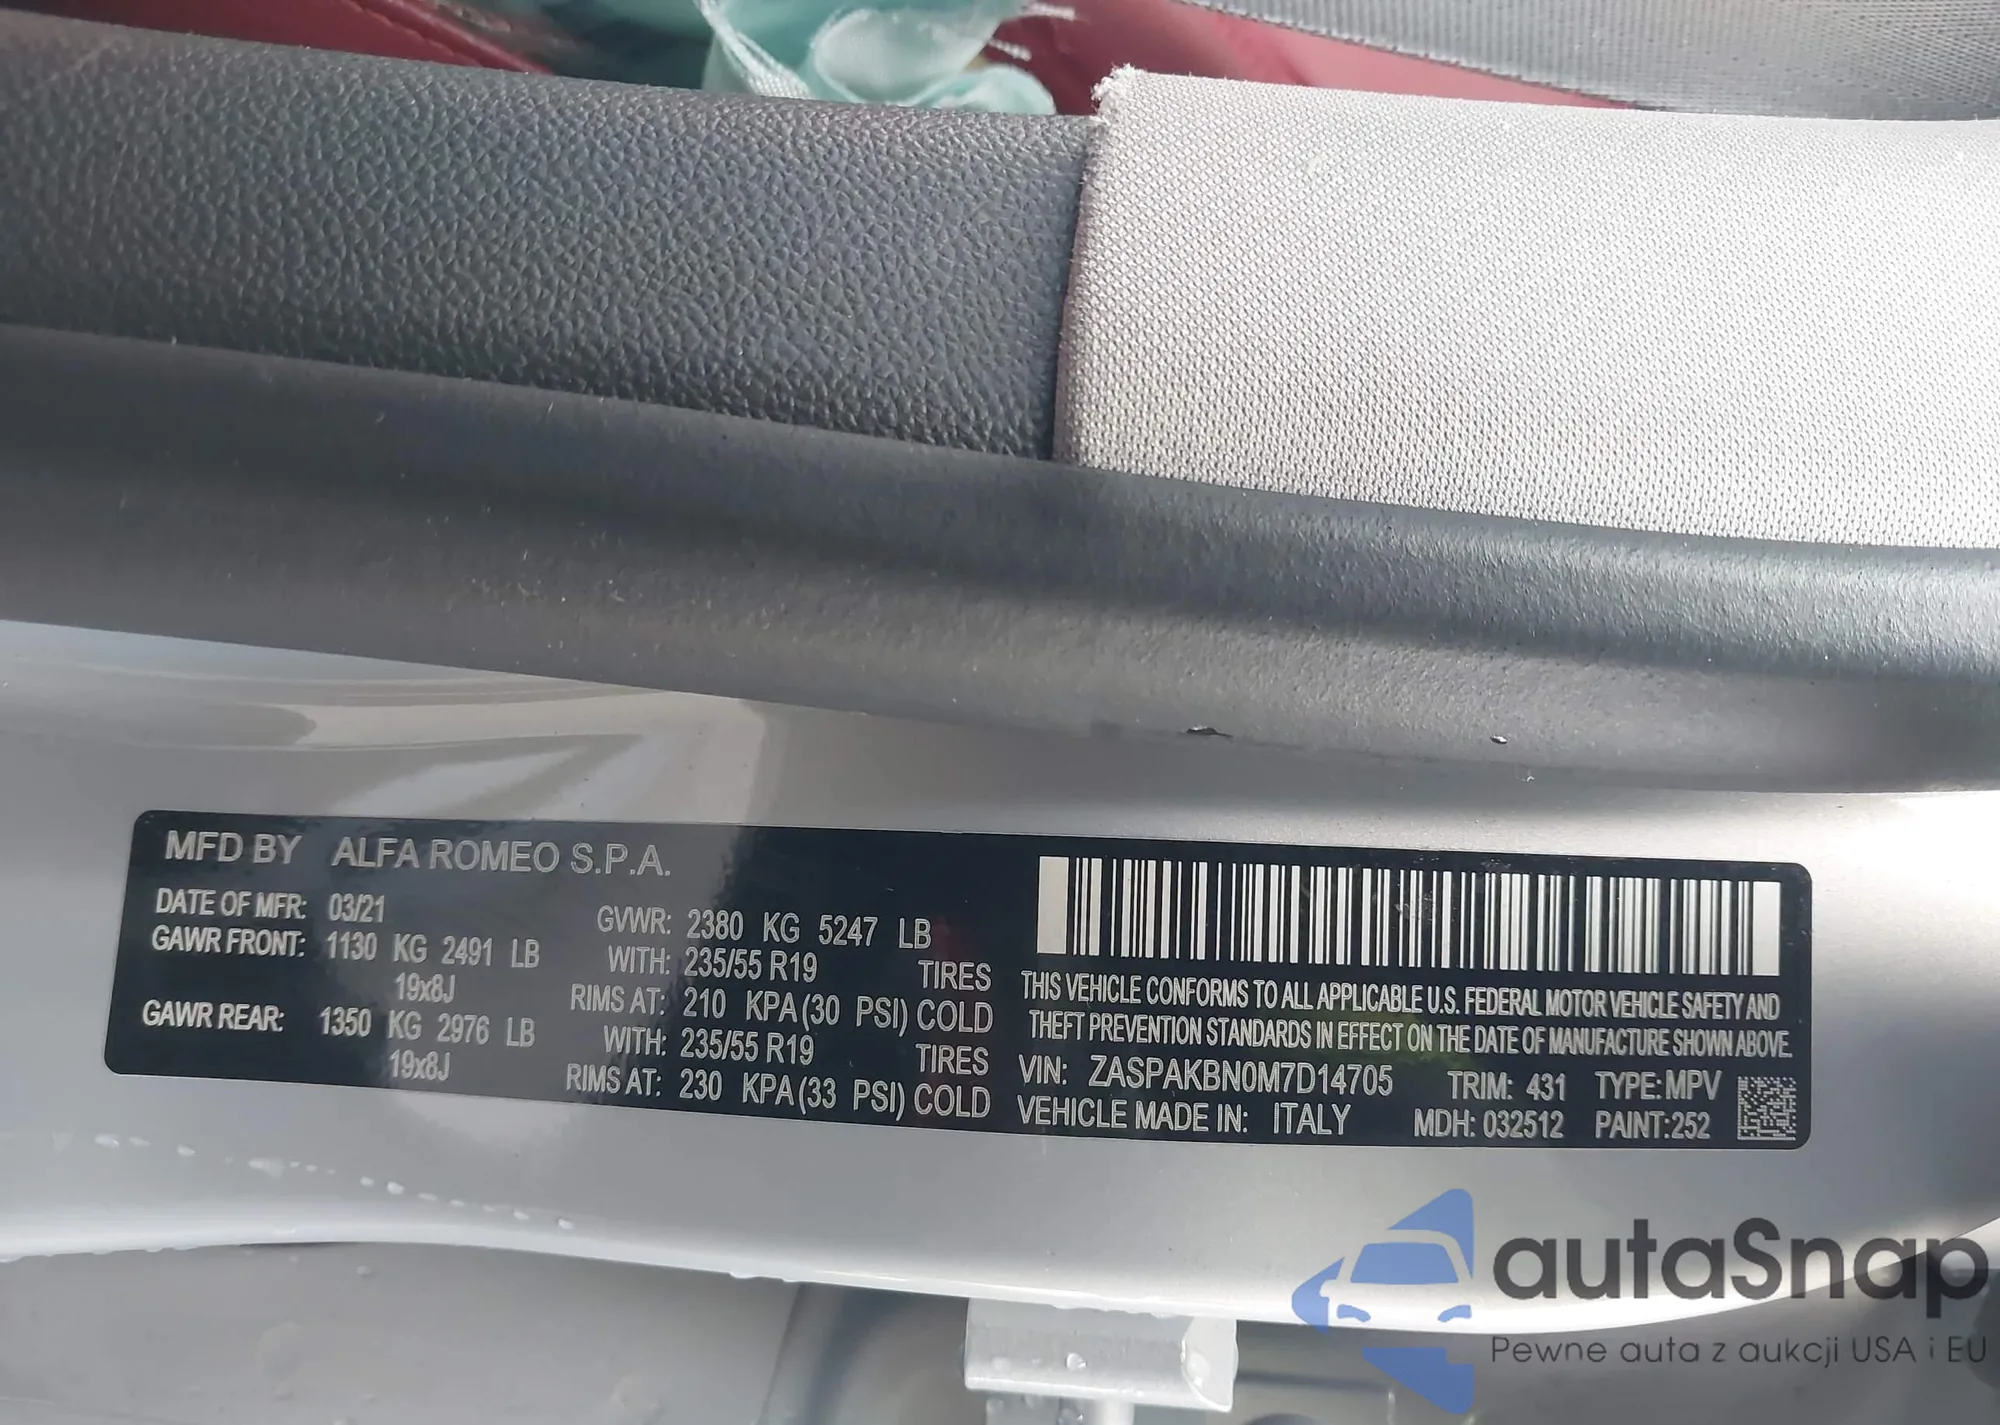 MFD BY ALFA ROMEO S.P.A.
DATE OF MFR: 03/21
GVWR: 2380 KG 5247 LB
GAWR FRONT: 1130 KG 2491 LB
WITH: 235/55 R19 TIRES
19x8J
RIMS AT: 210 KPA (30 PSI) COLD
GAWR REAR: 1350 KG 2976 LB
WITH: 235/55 R19 TIRES
19x8J
RIMS AT: 230 KPA (33 PSI) COLD
THIS VEHICLE CONFORMS TO ALL APPLICABLE U.S. FEDERAL MOTOR VEHICLE SAFETY AND
THEFT PREVENTION STANDARDS IN EFFECT ON THE DATE OF MANUFACTURE SHOWN ABOVE.
VIN: ZASPAKBN0M7D14705 TRIM: 431 TYPE:MPV
VEHICLE MADE IN: ITALY MDH: 032512 PAINT:252
autaSnap
Pewne auta z aukcji USA i EU